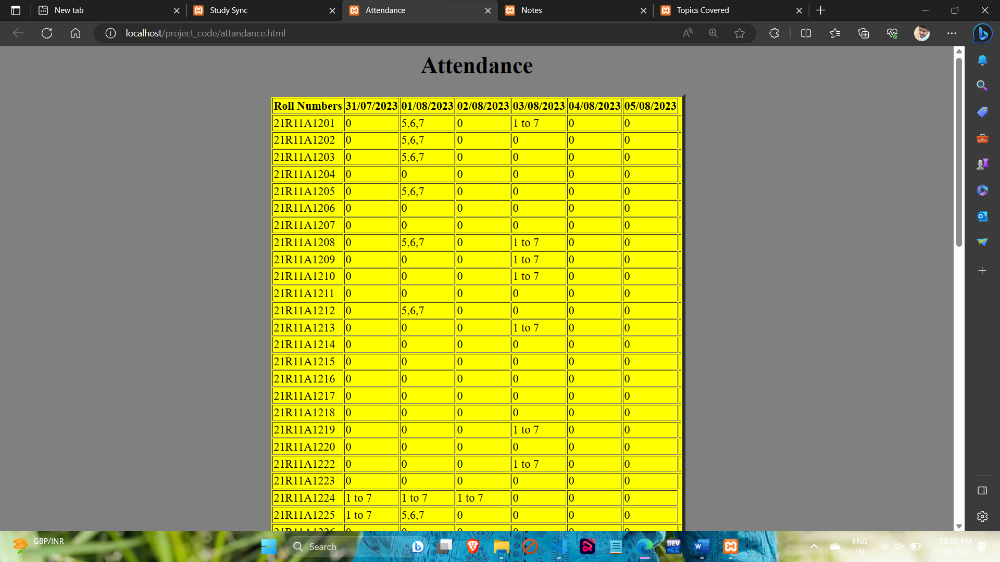 New tab
Study Sync
Attendance
Notes
Topics Covered
localhost/project_code/attandance.html
Attendance
Roll Numbers 31/07/2023 01/08/2023 02/08/2023 03/08/2023 04/08/2023 05/08/2023
21R11A1201 0 5,6,7 0 1 to 7 0 0
21R11A1202 0 5,6,7 0 0 0 0
21R11A1203 0 5,6,7 0 0 0 0
21R11A1204 0 0 0 0 0 0
21R11A1205 0 5,6,7 0 0 0 0
21R11A1206 0 0 0 0 0 0
21R11A1207 0 0 0 0 0 0
21R11A1208 0 5,6,7 0 1 to 7 0 0
21R11A1209 0 0 0 1 to 7 0 0
21R11A1210 0 0 0 1 to 7 0 0
21R11A1211 0 0 0 0 0 0
21R11A1212 0 5,6,7 0 0 0 0
21R11A1213 0 0 0 1 to 7 0 0
21R11A1214 0 0 0 0 0 0
21R11A1215 0 0 0 0 0 0
21R11A1216 0 0 0 0 0 0
21R11A1217 0 0 0 0 0 0
21R11A1218 0 0 0 0 0 0
21R11A1219 0 0 0 1 to 7 0 0
21R11A1220 0 0 0 0 0 0
21R11A1222 0 0 0 1 to 7 0 0
21R11A1223 0 0 0 0 0 0
21R11A1224 1 to 7 1 to 7 1 to 7 0 0 0
21R11A1225 1 to 7 5,6,7 0 0 0 0
GBP/INR
Search
DEV
ENG
IN
08:10 PM
04-08-2023